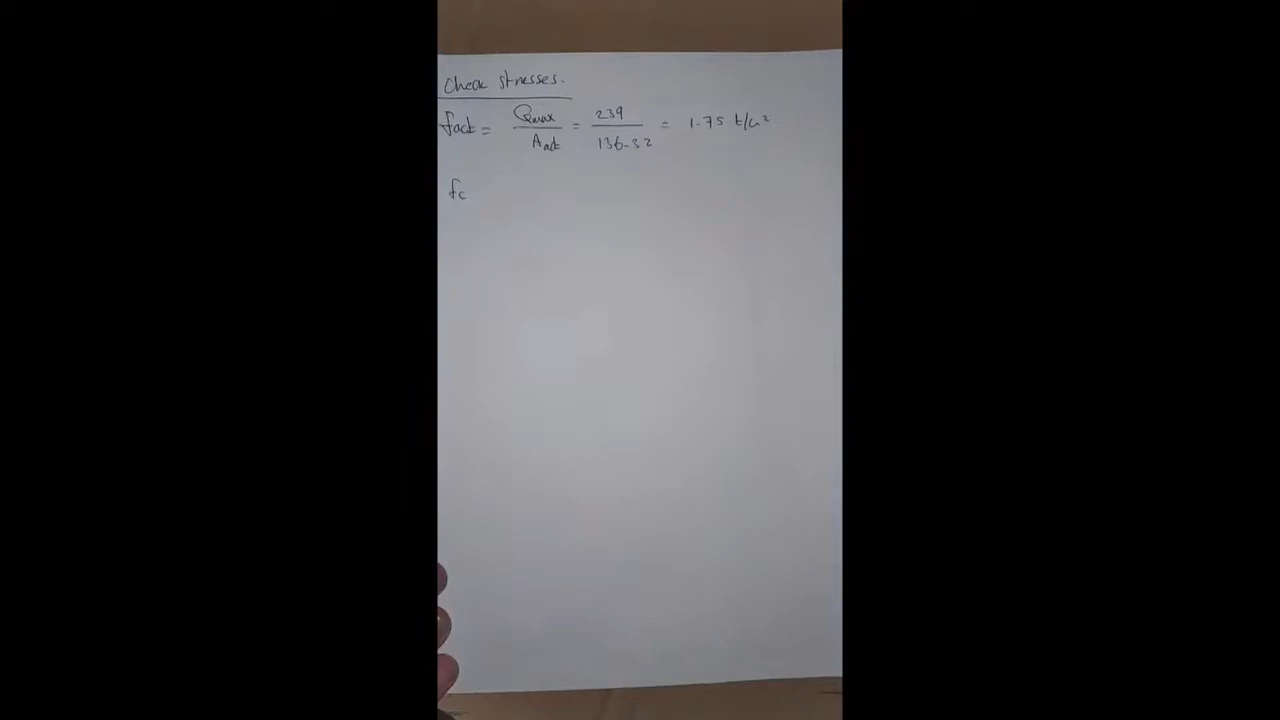 Check stresses.
fact = Qmax / Aact = 239 / 136.32 = 1.75 t/cm²
fc